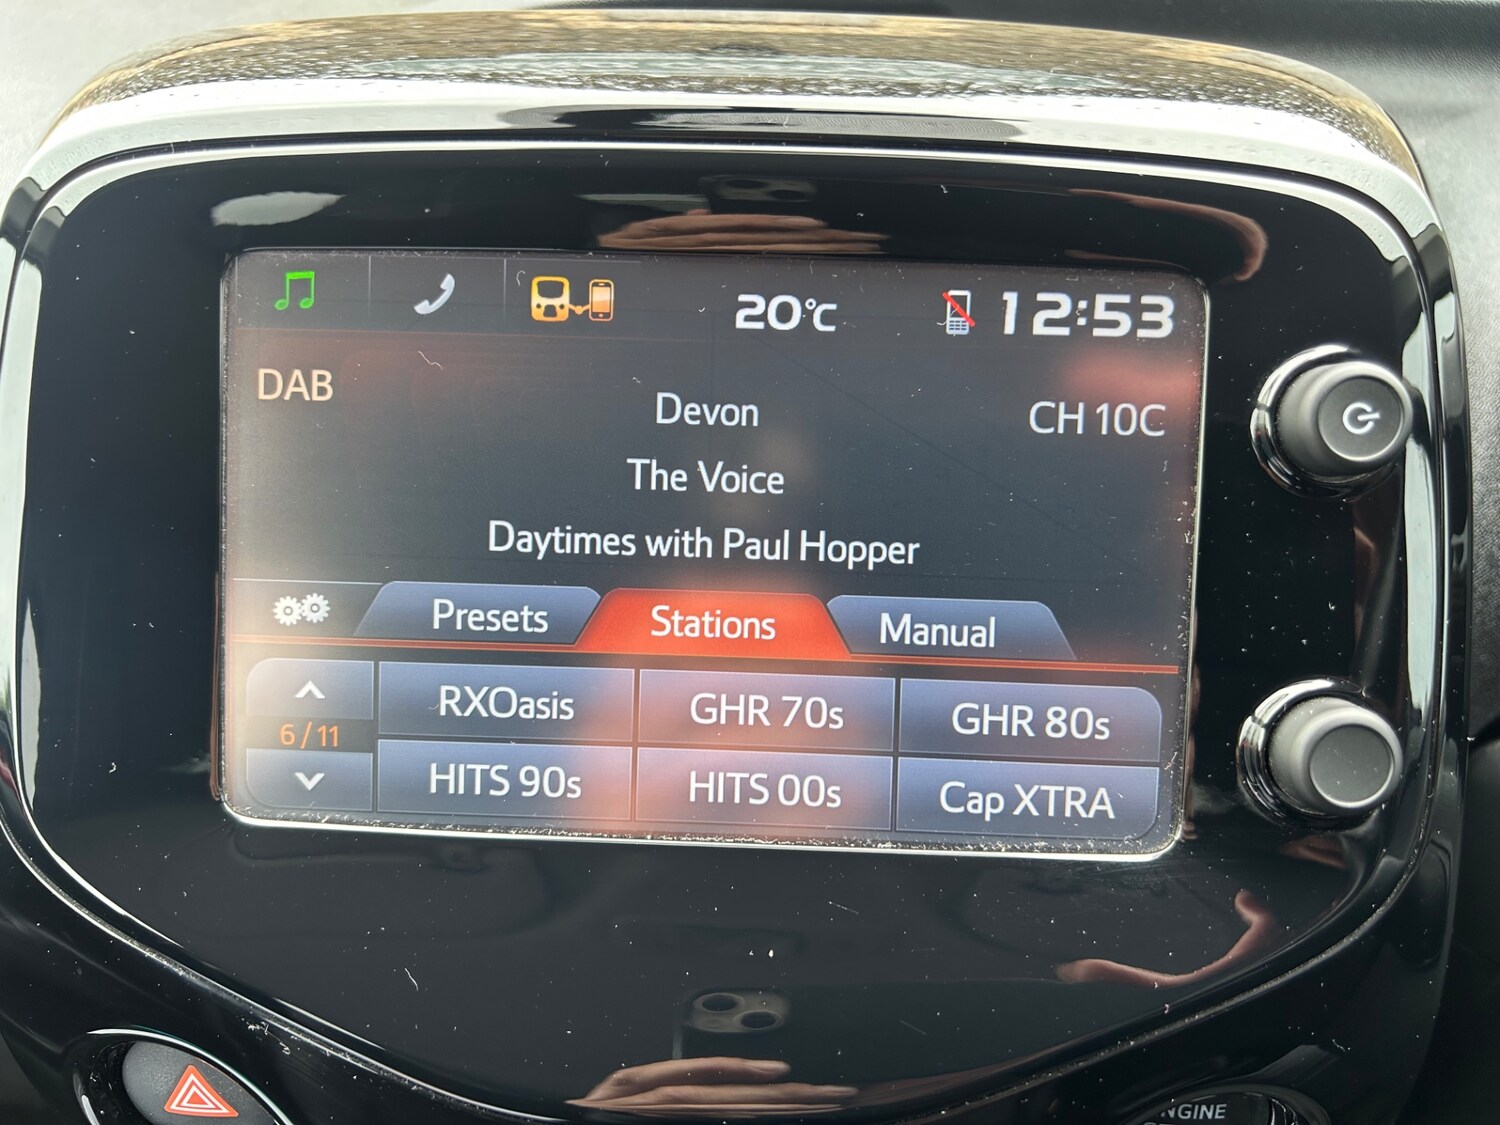 20°C 12:53
DAB
Devon
CH 10C
The Voice
Daytimes with Paul Hopper
Presets Stations Manual
RXOasis GHR 70s GHR 80s
6/11
HITS 90s HITS 00s Cap XTRA